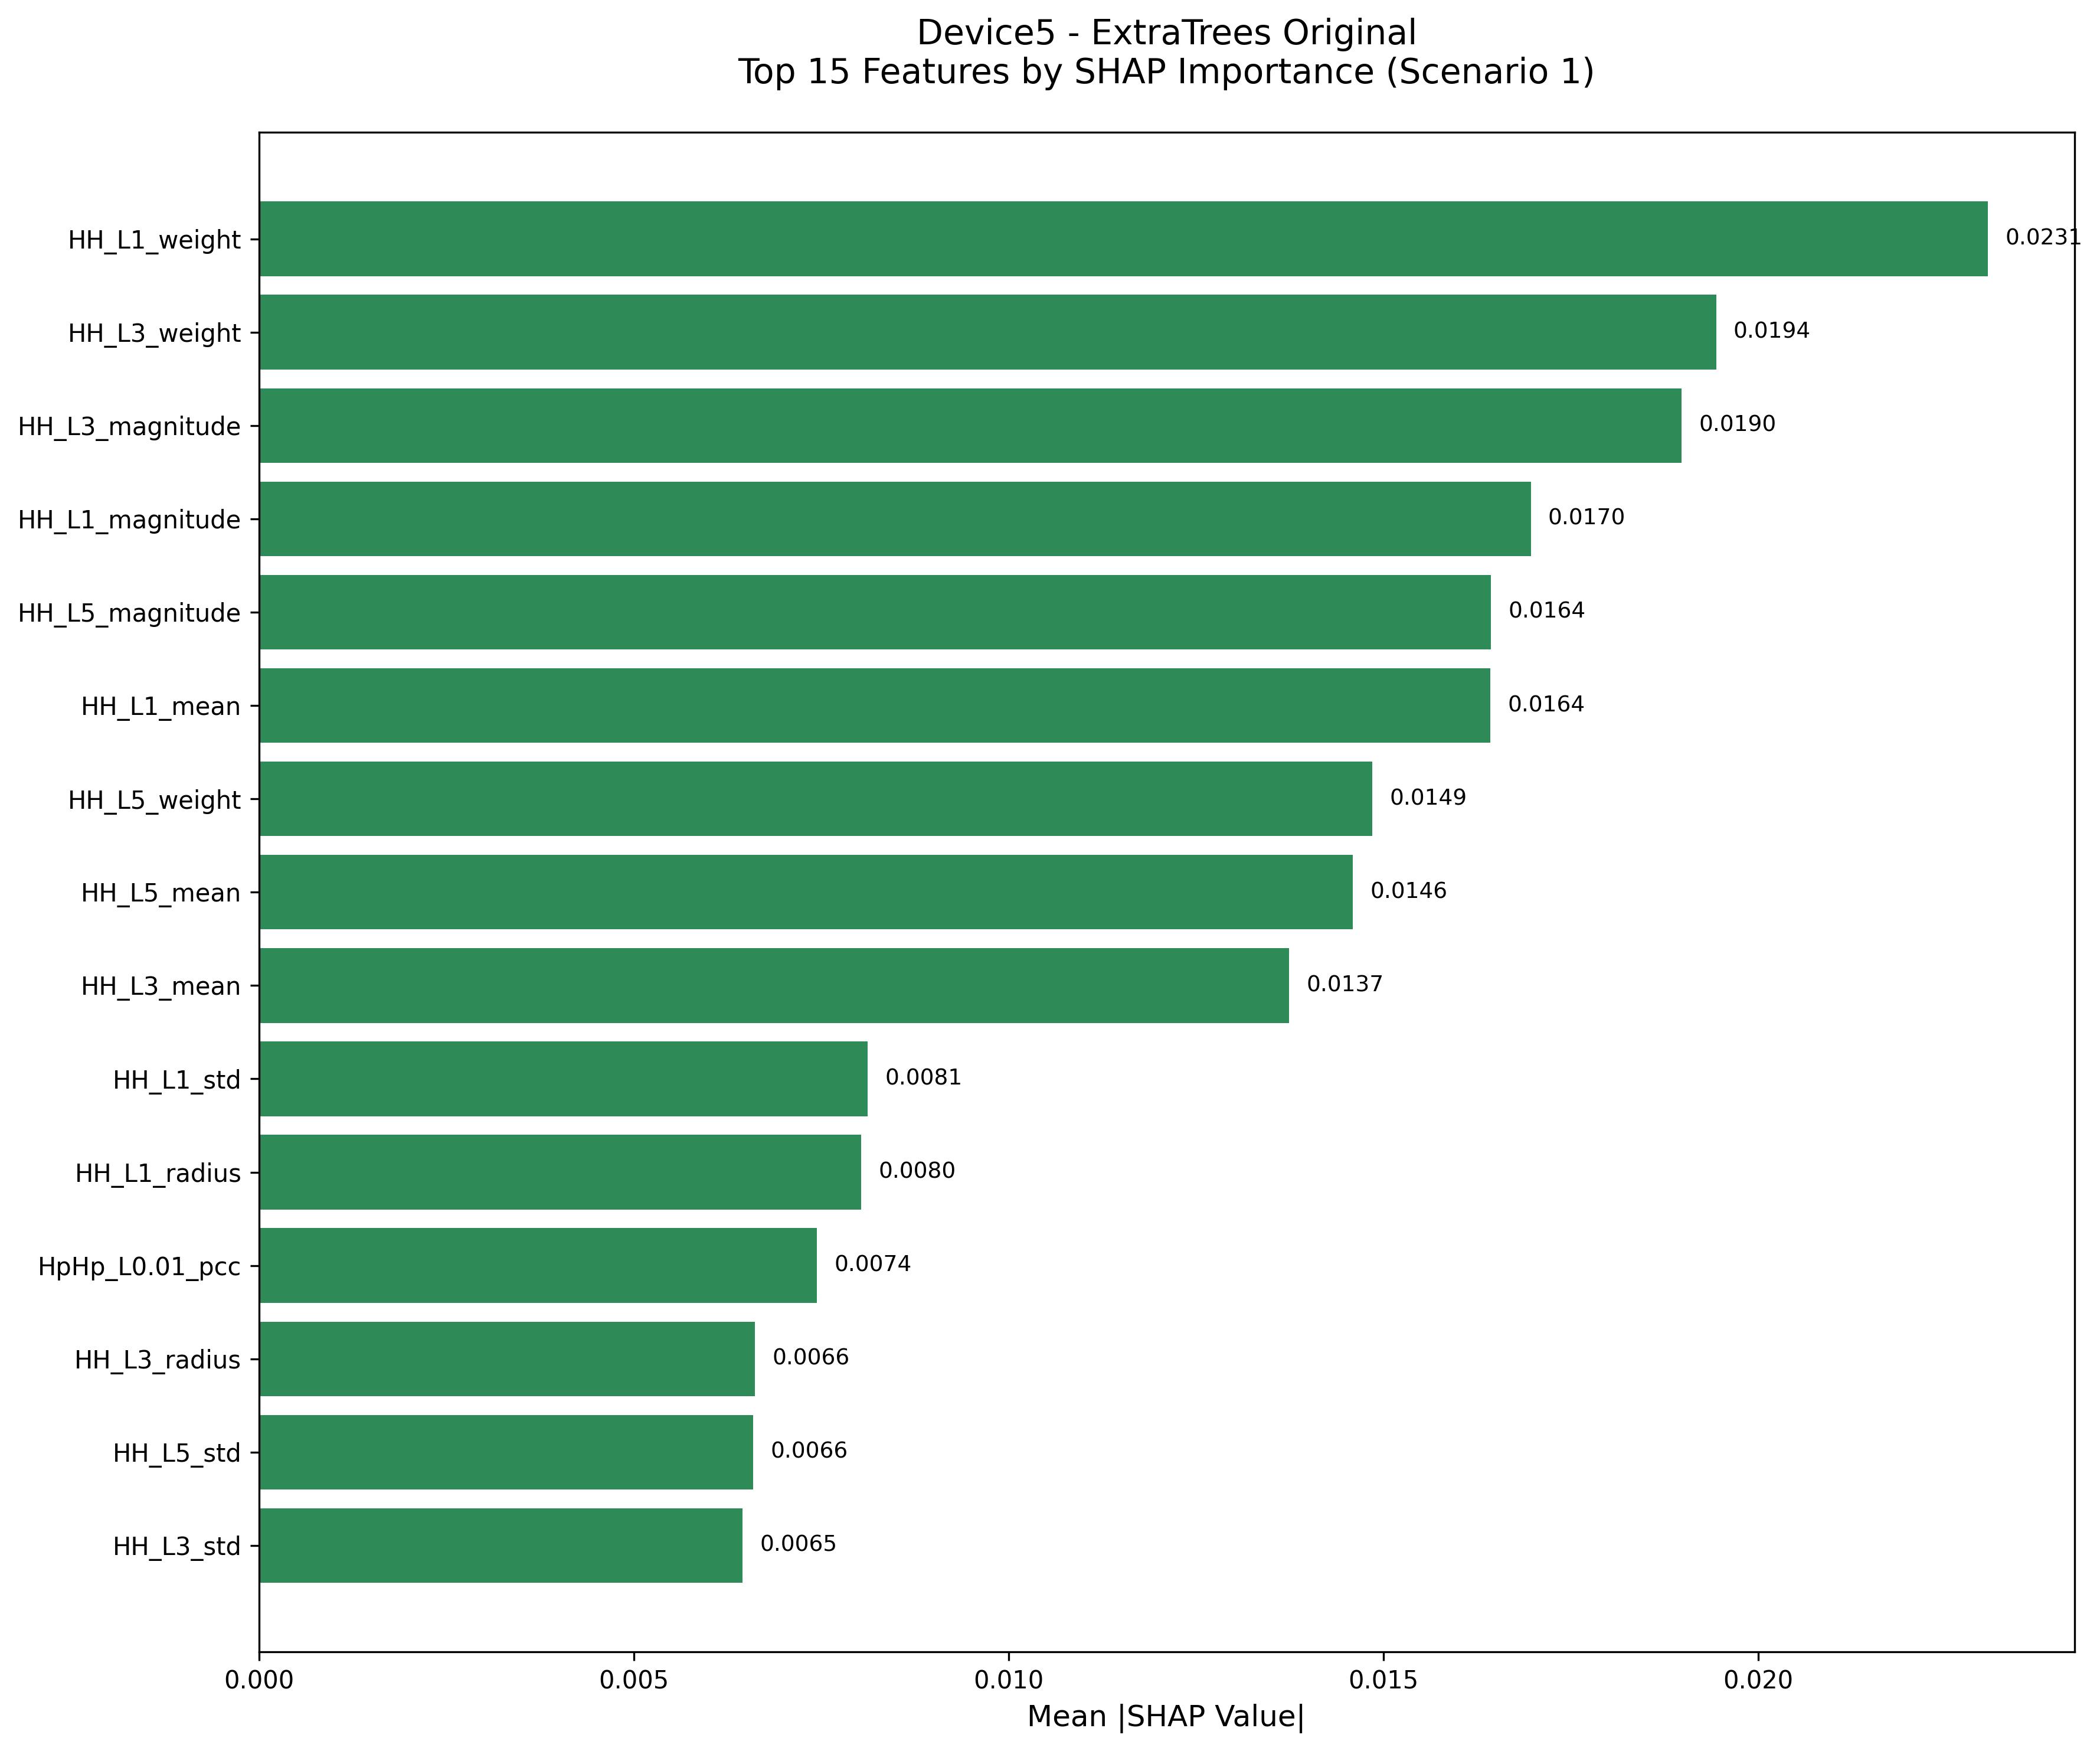 Device5 - ExtraTrees Original
Top 15 Features by SHAP Importance (Scenario 1)
HH_L1_weight 0.0231
HH_L3_weight 0.0194
HH_L3_magnitude 0.0190
HH_L1_magnitude 0.0170
HH_L5_magnitude 0.0164
HH_L1_mean 0.0164
HH_L5_weight 0.0149
HH_L5_mean 0.0146
HH_L3_mean 0.0137
HH_L1_std 0.0081
HH_L1_radius 0.0080
HpHp_L0.01_pcc 0.0074
HH_L3_radius 0.0066
HH_L5_std 0.0066
HH_L3_std 0.0065
0.000 0.005 0.010 0.015 0.020
Mean |SHAP Value|